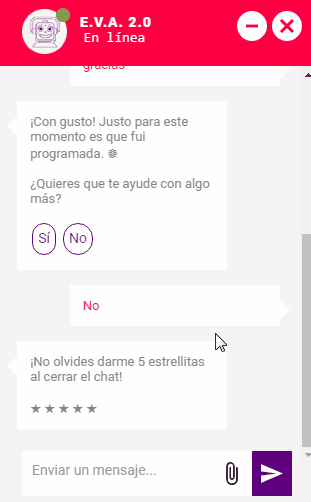 E.V.A. 2.0
En línea
gracias
¡Con gusto! Justo para este
momento es que fui
programada.
¿Quieres que te ayude con algo
más?
Sí No
No
¡No olvides darme 5 estrellitas
al cerrar el chat!
★ ★ ★ ★ ★
Enviar un mensaje...